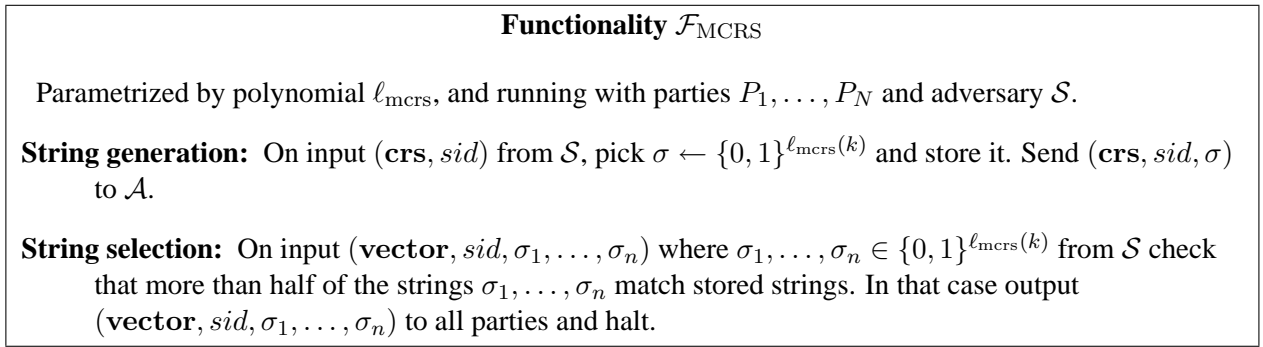 Functionality $\mathcal{F}_{\mathrm{MCRS}}$
Parametrized by polynomial $\ell_{\mathrm{mcrs}}$, and running with parties $P_1, \ldots, P_N$ and adversary $\mathcal{S}$.
String generation: On input $(\mathbf{crs}, sid)$ from $\mathcal{S}$, pick $\sigma \leftarrow \{0,1\}^{\ell_{\mathrm{mcrs}}(k)}$ and store it. Send $(\mathbf{crs}, sid, \sigma)$
to $\mathcal{A}$.
String selection: On input $(\mathbf{vector}, sid, \sigma_1, \ldots, \sigma_n)$ where $\sigma_1, \ldots, \sigma_n \in \{0,1\}^{\ell_{\mathrm{mcrs}}(k)}$ from $\mathcal{S}$ check
that more than half of the strings $\sigma_1, \ldots, \sigma_n$ match stored strings. In that case output
$(\mathbf{vector}, sid, \sigma_1, \ldots, \sigma_n)$ to all parties and halt.